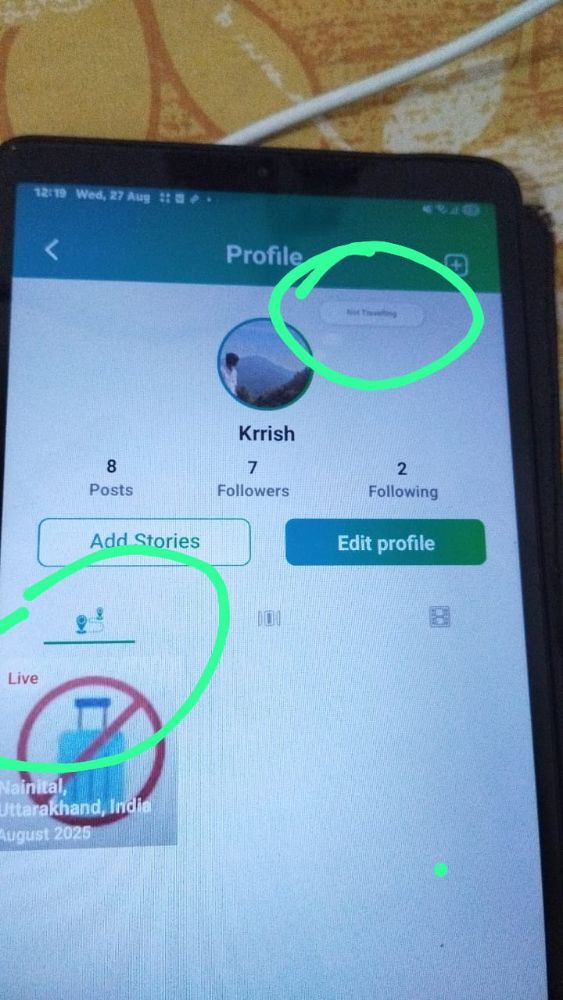 12:19 Wed, 27 Aug
Profile
Not Travelling
Krrish
8
Posts
7
Followers
2
Following
Add Stories
Edit profile
Live
Nainital,
Uttarakhand, India
August 2025